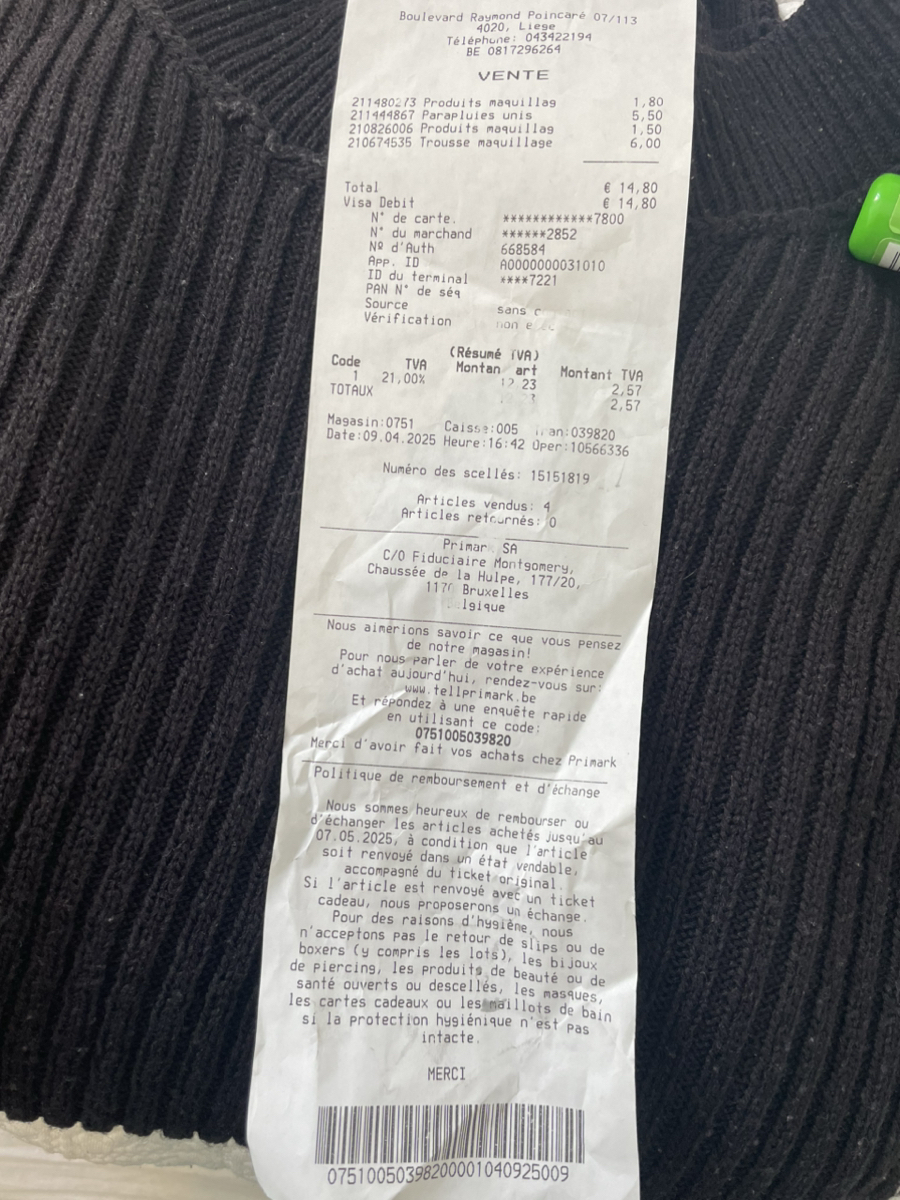 Boulevard Raymond Poincaré 07/113
4020, Liege
Téléphone: 043422194
BE 0817296264
VENTE
211480273 Produits maquillag 1,80
211444867 Parapluies unis 5,50
210826006 Produits maquillag 1,50
210674535 Trousse maquillage 6,00
Total € 14,80
Visa Debit € 14,80
N° de carte. ************7800
N° du marchand ******2852
Nº d'Auth 668584
App. ID A0000000031010
ID du terminal ****7221
PAN N° de séq
Source sans
Vérification non
(Résumé TVA)
Code TVA Montant TVA
1 21,00% 12,23 2,57
TOTAUX 2,57
Magasin:0751 Caisse:005 Tran:039820
Date:09.04.2025 Heure:16:42 Oper:10566336
Numéro des scellés: 15151819
Articles vendus: 4
Articles retournés: 0
Primark SA
C/O Fiduciaire Montgomery,
Chaussée de la Hulpe, 177/20,
1170 Bruxelles
Belgique
Nous aimerions savoir ce que vous pensez
de notre magasin!
Pour nous parler de votre expérience
d'achat aujourd'hui, rendez-vous sur:
www.tellprimark.be
Et répondez à une enquête rapide
en utilisant ce code:
0751005039820
Merci d'avoir fait vos achats chez Primark
Politique de remboursement et d'échange
Nous sommes heureux de rembourser ou
d'échanger les articles achetés jusqu'au
07.05.2025, à condition que l'article
soit renvoyé dans un état vendable,
accompagné du ticket original.
Si l'article est renvoyé avec un ticket
cadeau, nous proposerons un échange.
Pour des raisons d'hygiène, nous
n'acceptons pas le retour de slips ou de
boxers (y compris les lots), les bijoux
de piercing, les produits de beauté ou de
santé ouverts ou descellés, les masques,
les cartes cadeaux ou les maillots de bain
si la protection hygiénique n'est pas
intacte.
MERCI
07510050398200001040925009